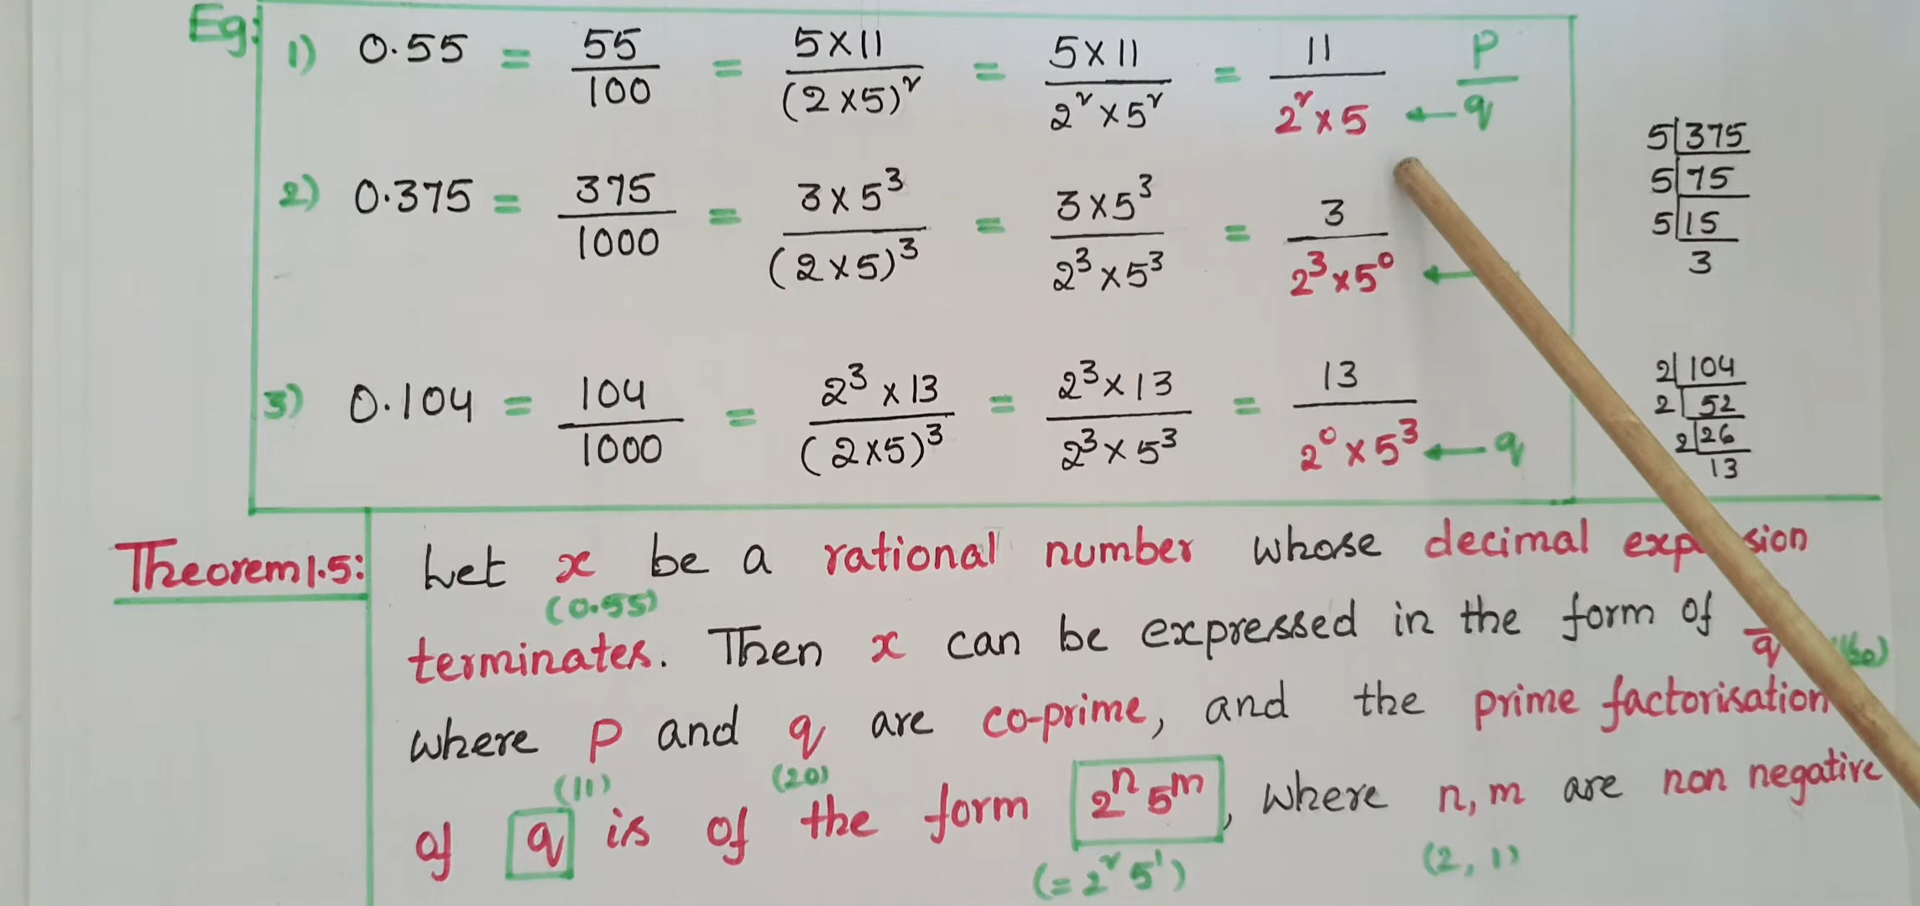 Eg:
1) 0.55 = 55/100 = 5×11/(2×5)² = 5×11/2²×5² = 11/2²×5 ← q p/q
2) 0.375 = 375/1000 = 3×5³/(2×5)³ = 3×5³/2³×5³ = 3/2³×5⁰ ←
3) 0.104 = 104/1000 = 2³×13/(2×5)³ = 2³×13/2³×5³ = 13/2⁰×5³ ← q
5|375
5|75
5|15
3
2|104
2|52
2|26
13
Theorem 1.5: Let x be a rational number whose decimal
(0.55)
terminates. Then x can be expressed in the form of q
where p and q are co-prime, and the prime factorisation
(11) (20)
of q is of the form 2ⁿ5ᵐ, where n, m are non negative
(=2²5¹) (2, 1)